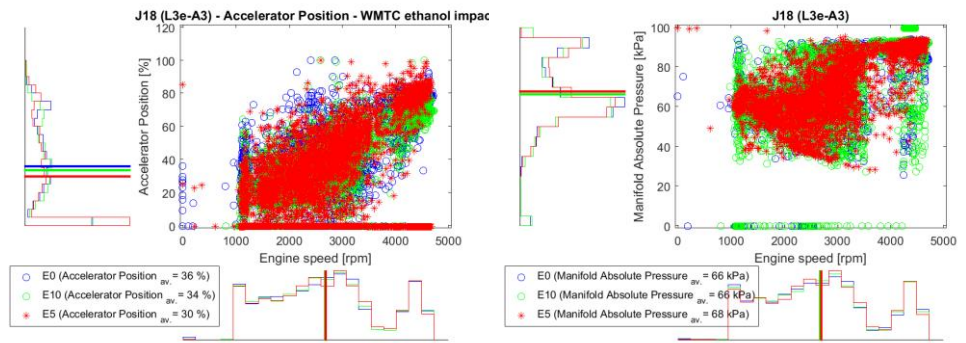 J18 (L3e-A3) - Accelerator Position - WMTC ethanol impac
120
100
80
60
40
20
0
Accelerator Position [%]
0 1000 2000 3000 4000 5000
Engine speed [rpm]
E0 (Accelerator Position av. = 36 %)
E10 (Accelerator Position av. = 34 %)
E5 (Accelerator Position av. = 30 %)
J18 (L3e-A3)
100
80
60
40
20
0
Manifold Absolute Pressure [kPa]
0 1000 2000 3000 4000 5000
Engine speed [rpm]
E0 (Manifold Absolute Pressure av. = 66 kPa)
E10 (Manifold Absolute Pressure av. = 66 kPa)
E5 (Manifold Absolute Pressure av. = 68 kPa)